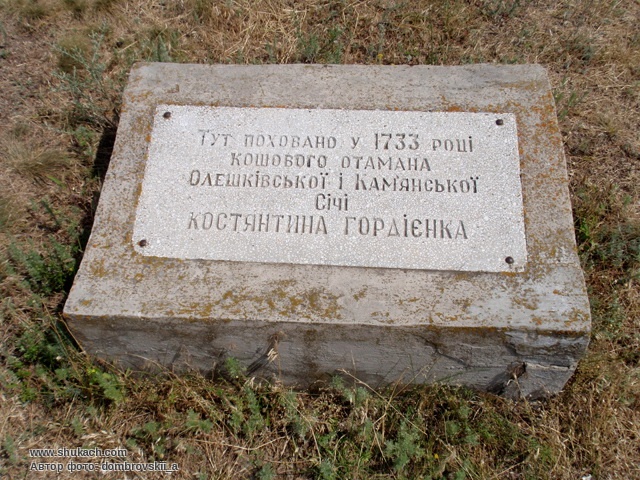 Тут поховано у 1733 році
кошового отамана
Олешківської і Кам'янської
Січі
Костянтина Гордієнка
www.shukach.com
Автор фото-dombrovskii_a